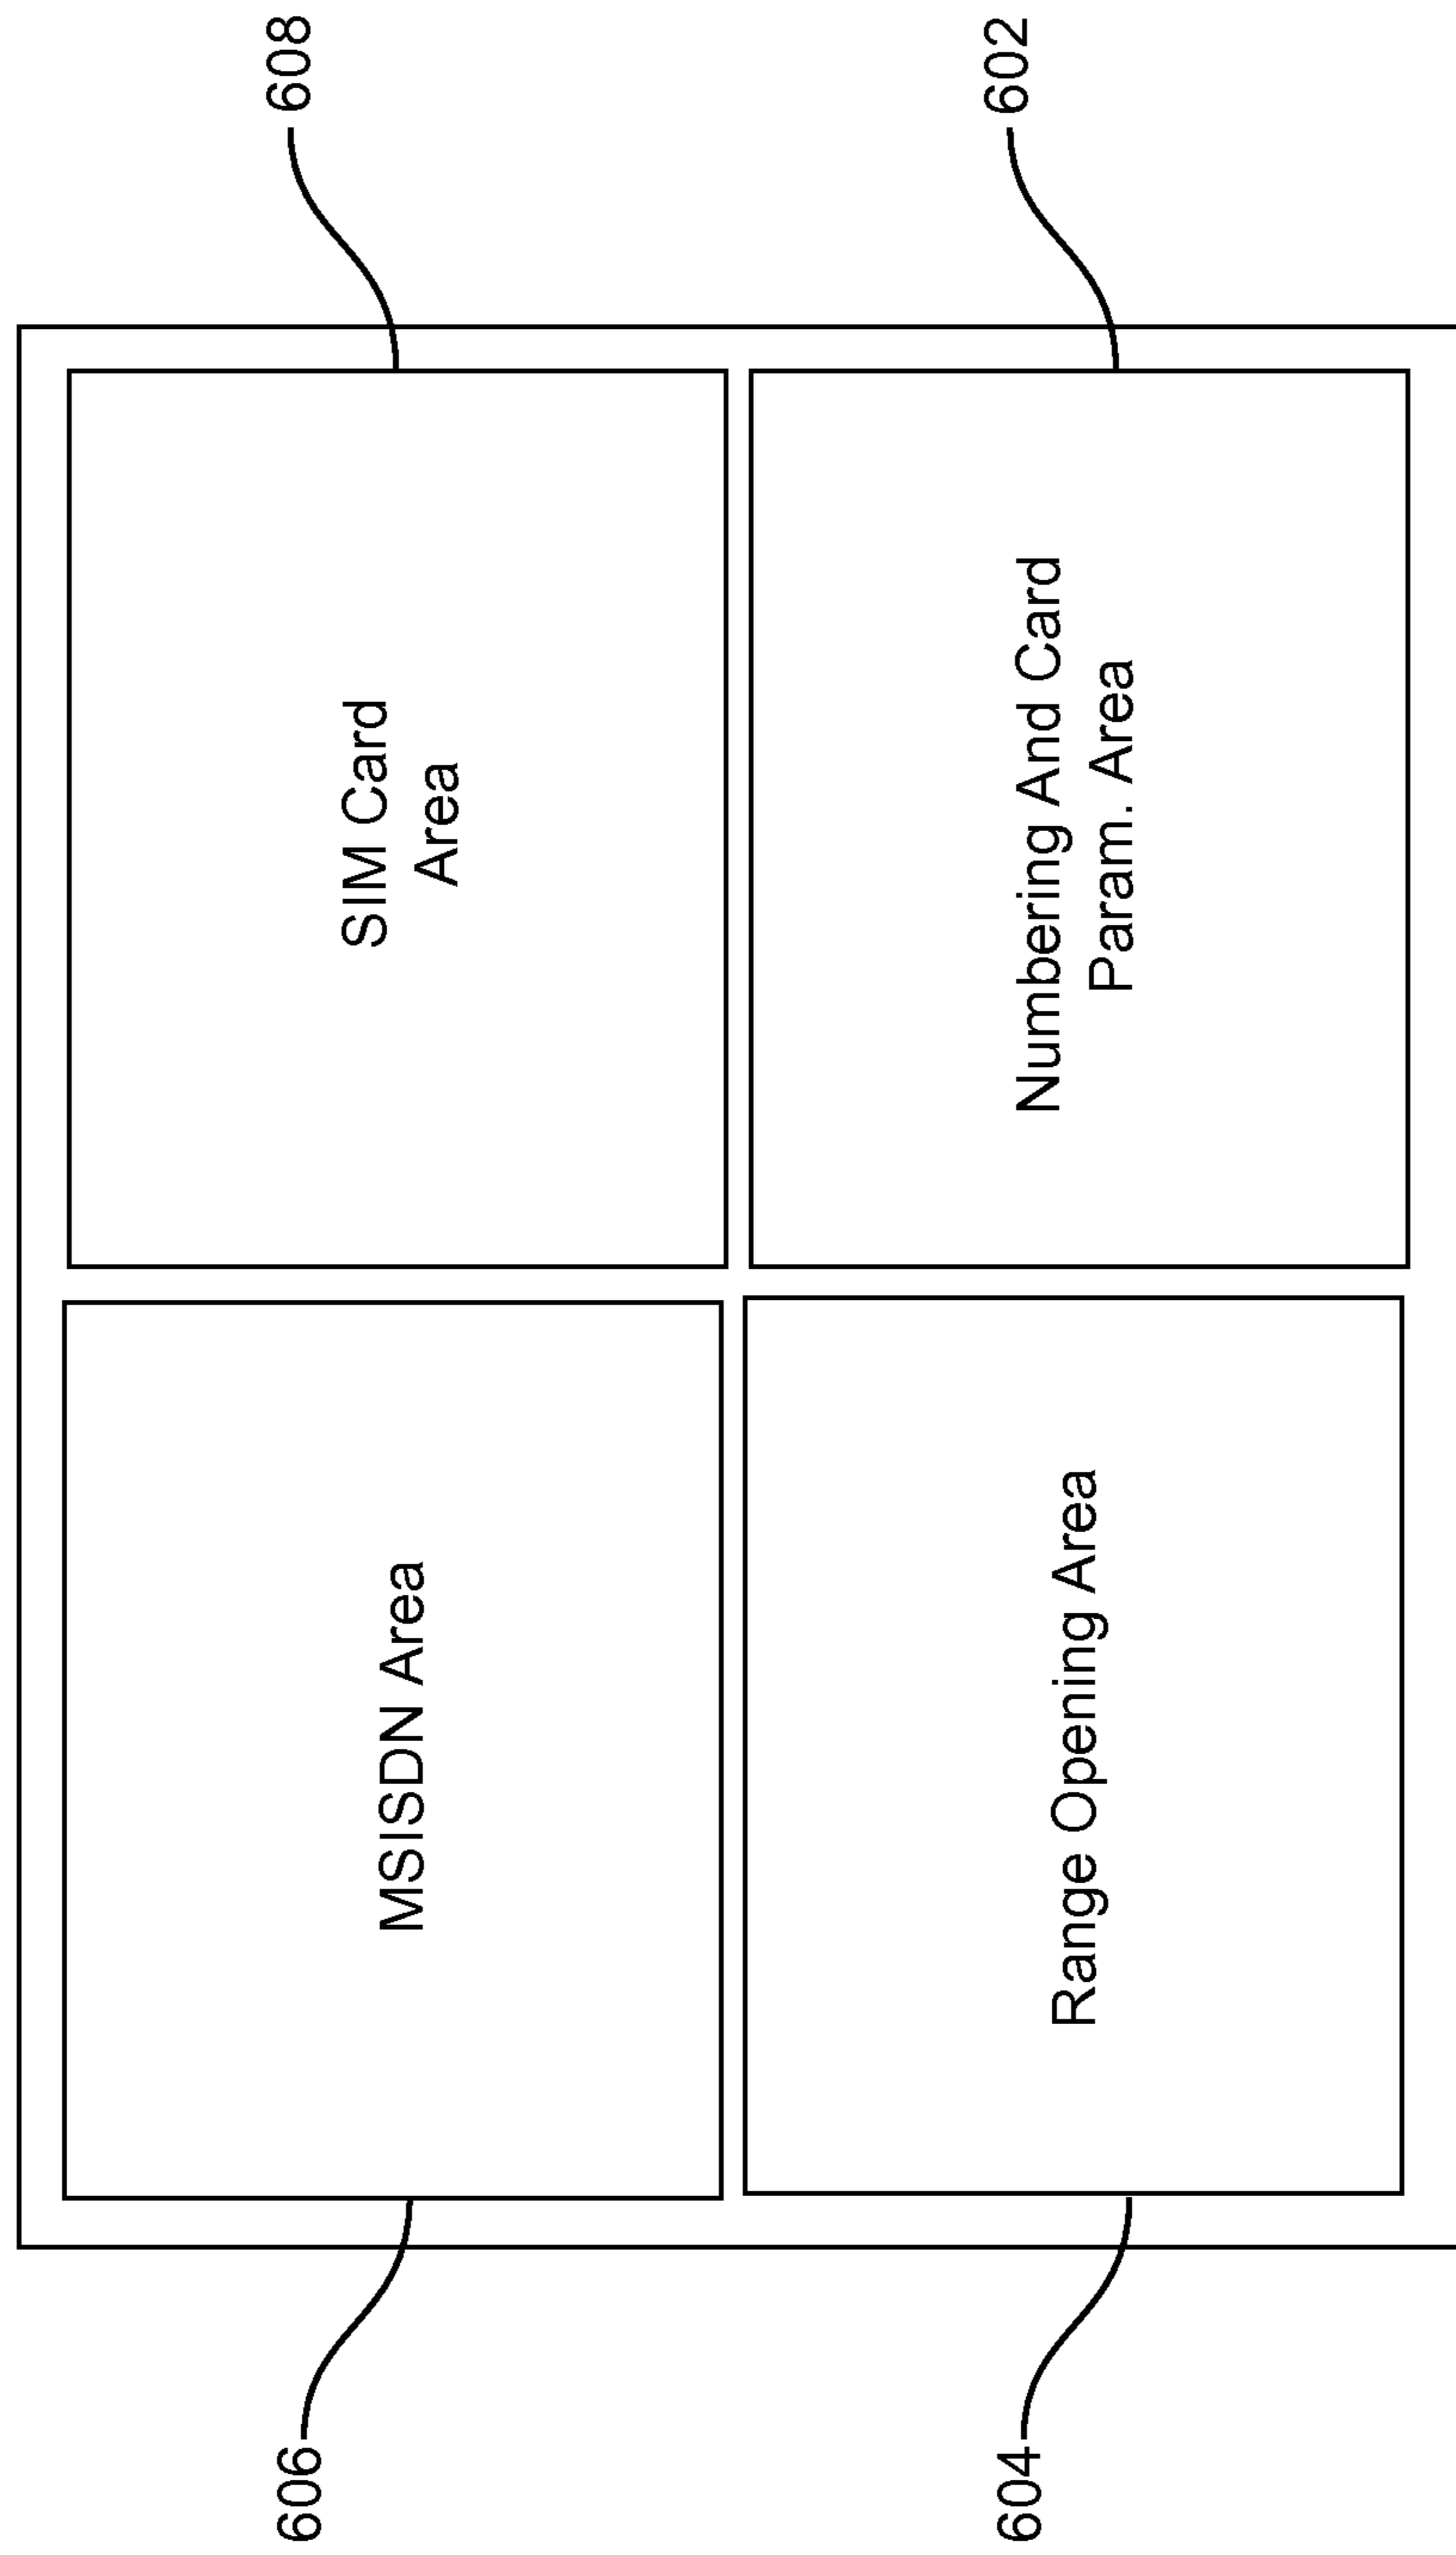 606
MSISDN Area
SIM Card
Area
608
604
Range Opening Area
Numbering And Card
Param. Area
602